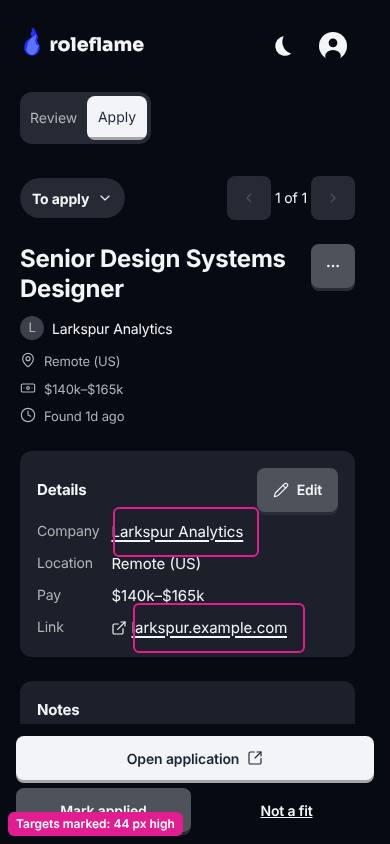 roleflame
Review
Apply
To apply
1 of 1
Senior Design Systems
Designer
...
L Larkspur Analytics
Remote (US)
$140k–$165k
Found 1d ago
Details
Edit
Company Larkspur Analytics
Location Remote (US)
Pay $140k–$165k
Link larkspur.example.com
Notes
Open application
Mark applied
Not a fit
Targets marked: 44 px high